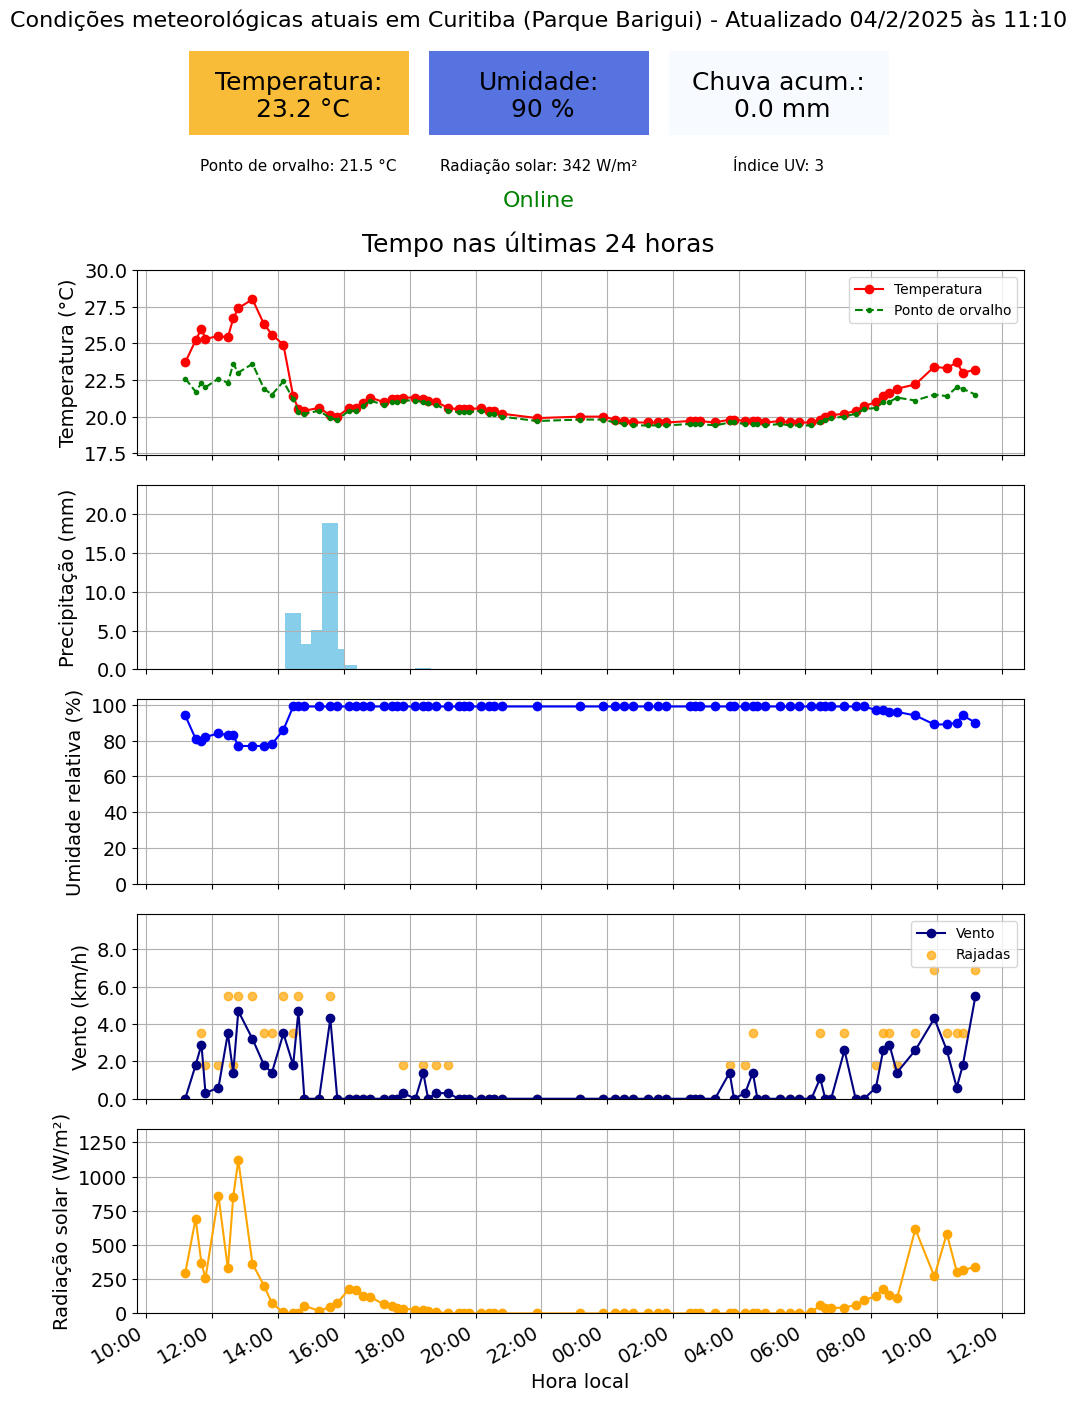 Condições meteorológicas atuais em Curitiba (Parque Barigui) - Atualizado 04/2/2025 às 11:10
Temperatura:
23.2 °C
Umidade:
90 %
Chuva acum.:
0.0 mm
Ponto de orvalho: 21.5 °C
Radiação solar: 342 W/m²
Índice UV: 3
Online
Tempo nas últimas 24 horas
Temperatura (°C)
30.0
27.5
25.0
22.5
20.0
17.5
Temperatura
Ponto de orvalho
Precipitação (mm)
20.0
15.0
10.0
5.0
0.0
Umidade relativa (%)
100
80
60
40
20
0
Vento (km/h)
8.0
6.0
4.0
2.0
0.0
Vento
Rajadas
Radiação solar (W/m²)
1250
1000
750
500
250
0
10:00
12:00
14:00
16:00
18:00
20:00
22:00
00:00
02:00
04:00
06:00
08:00
10:00
12:00
Hora local